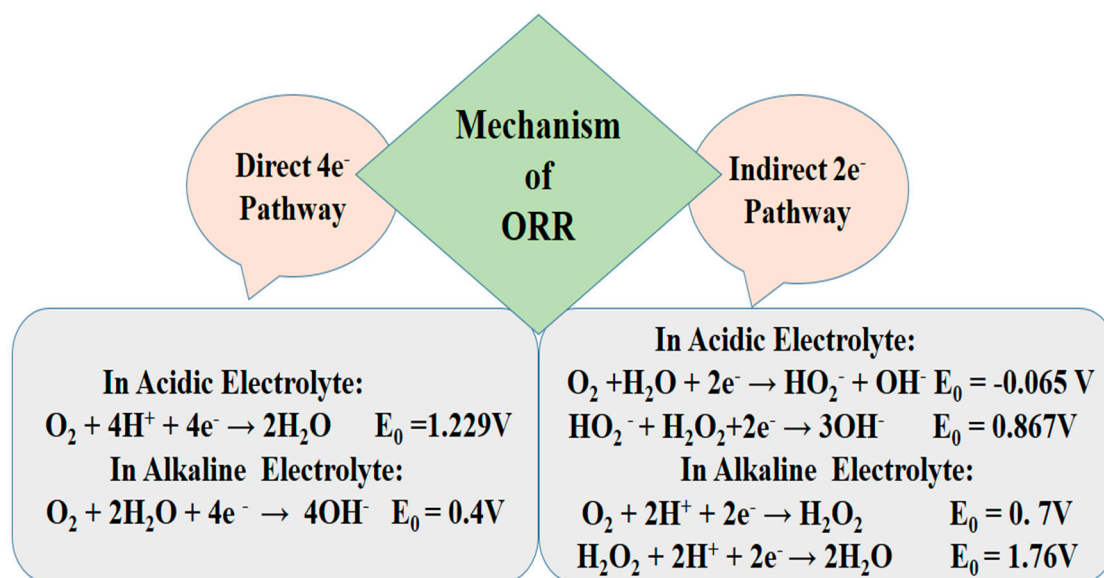 Mechanism
of
ORR
Direct 4e⁻
Pathway
Indirect 2e⁻
Pathway
In Acidic Electrolyte:
O₂ + 4H⁺ + 4e⁻ → 2H₂O E₀ =1.229V
In Alkaline Electrolyte:
O₂ + 2H₂O + 4e ⁻ → 4OH⁻ E₀ = 0.4V
In Acidic Electrolyte:
O₂ +H₂O + 2e⁻ → HO₂⁻ + OH⁻ E₀ = -0.065 V
HO₂ ⁻ + H₂O₂+2e⁻ → 3OH⁻ E₀ = 0.867V
In Alkaline Electrolyte:
O₂ + 2H⁺ + 2e⁻ → H₂O₂ E₀ = 0. 7V
H₂O₂ + 2H⁺ + 2e⁻ → 2H₂O E₀ = 1.76V